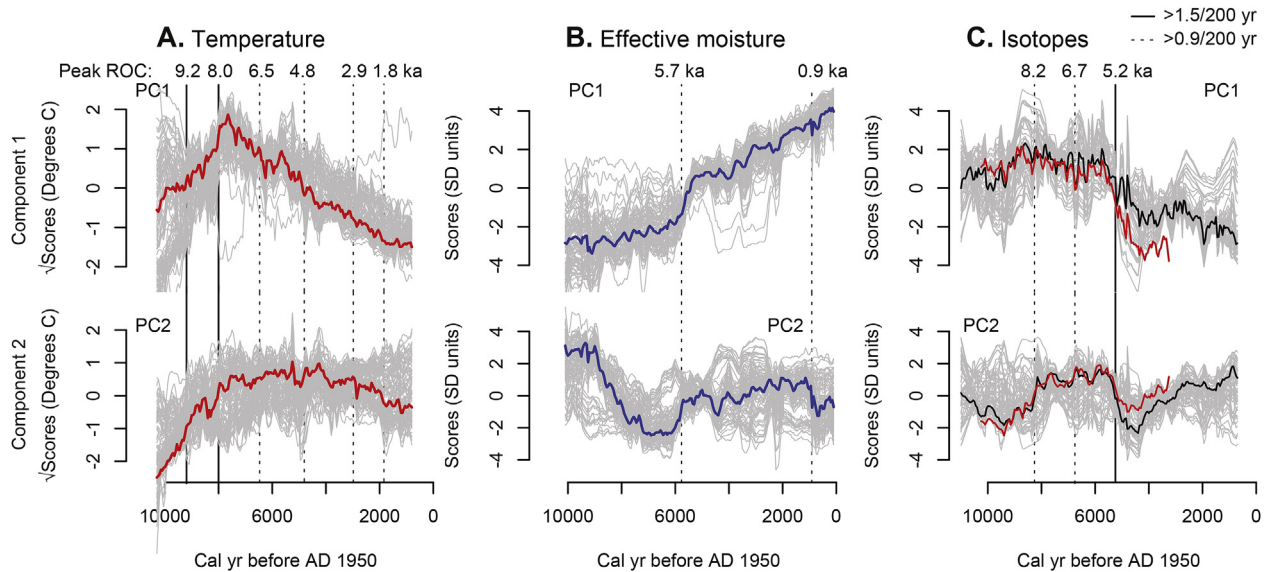 >1.5/200 yr
>0.9/200 yr
A. Temperature
B. Effective moisture
C. Isotopes
Peak ROC: 9.2 8.0 6.5 4.8 2.9 1.8 ka
5.7 ka 0.9 ka
8.2 6.7 5.2 ka
PC1
PC1
PC1
Component 1
√Scores (Degrees C)
2
1
0
-1
-2
Scores (SD units)
4
2
0
-2
-4
Scores (SD units)
4
2
0
-2
-4
PC2
PC2
PC2
Component 2
√Scores (Degrees C)
2
1
0
-1
-2
Scores (SD units)
4
2
0
-2
-4
Scores (SD units)
4
2
0
-2
-4
10000 6000 2000 0
10000 6000 2000 0
10000 6000 2000 0
Cal yr before AD 1950
Cal yr before AD 1950
Cal yr before AD 1950